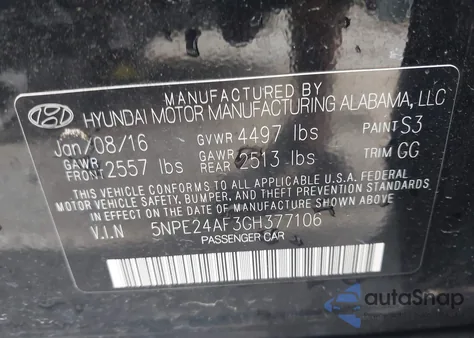 MANUFACTURED BY
HYUNDAI MOTOR MANUFACTURING ALABAMA, LLC
Jan/08/16 GVWR 4497 lbs PAINT S3
GAWR FRONT 2557 lbs GAWR REAR 2513 lbs TRIM GG
THIS VEHICLE CONFORMS TO ALL APPLICABLE FEDERAL
MOTOR VEHICLE SAFETY, BUMPER, AND THEFT PREVENTION
STANDARDS IN EFFECT ON THE DATE OF MANUFACTURE SHOWN ABOVE.
V.I.N 5NPE24AF3GH377106
PASSENGER CAR
autoSnap